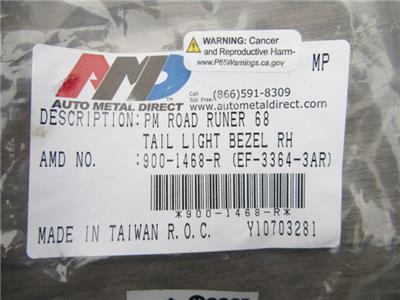 WARNING: Cancer
and Reproductive Harm-
www.P65Warnings.ca.gov
MP
AMD
Call
Toll Free: (866)591-8309
AUTO METAL DIRECT www.autometaldirect.com
DESCRIPTION:PM ROAD RUNER 68
TAIL LIGHT BEZEL RH
AMD NO. :900-1468-R (EF-3364-3AR)
*900-1468-R*
MADE IN TAIWAN R.O.C. Y10703281